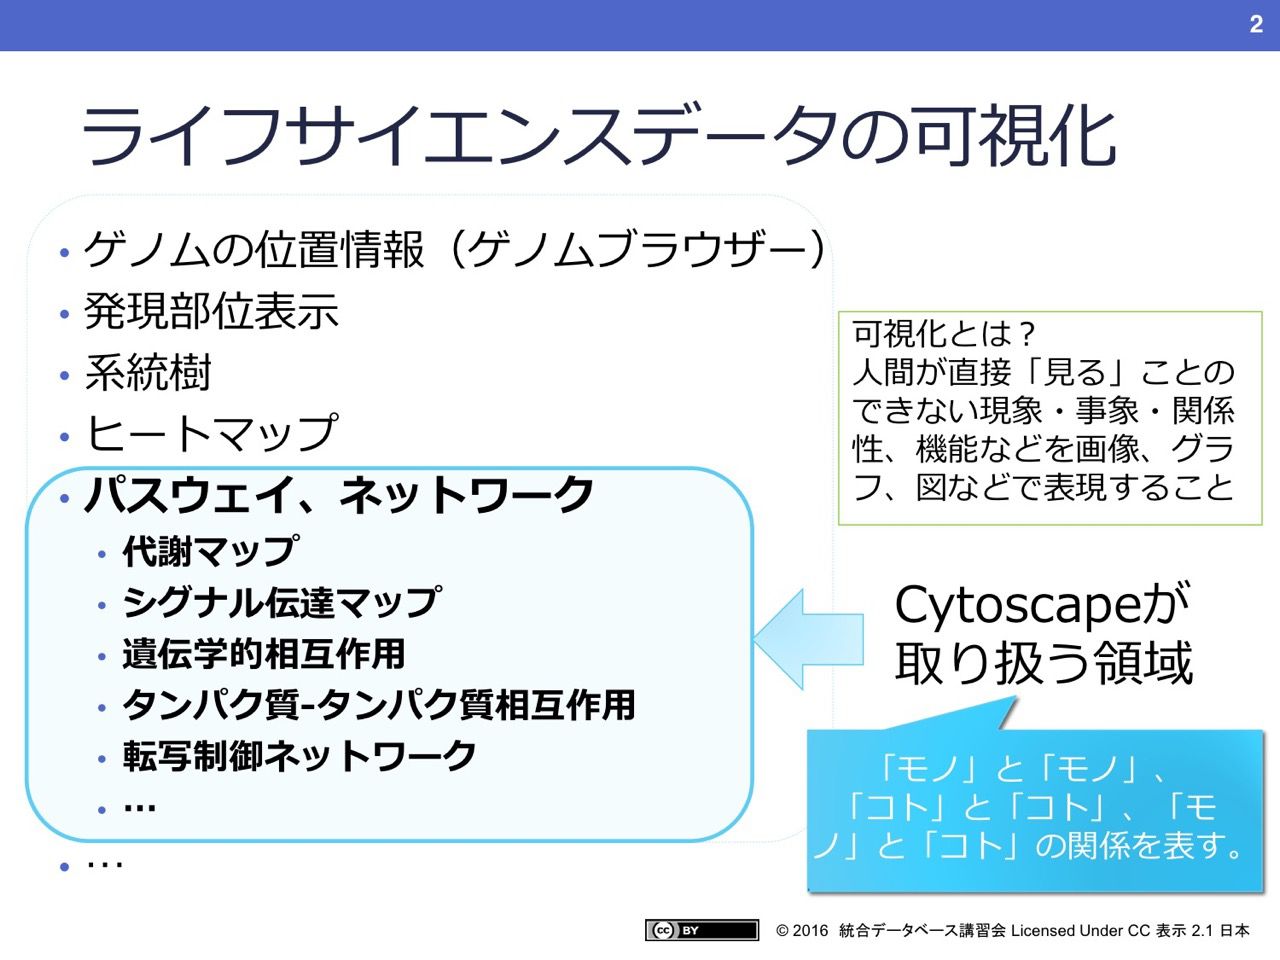 2
ライフサイエンスデータの可視化
• ゲノムの位置情報（ゲノムブラウザー）
• 発現部位表示
• 系統樹
• ヒートマップ
• パスウェイ、ネットワーク
• 代謝マップ
• シグナル伝達マップ
• 遺伝学的相互作用
• タンパク質-タンパク質相互作用
• 転写制御ネットワーク
• …
• …
可視化とは？
人間が直接「見る」ことの
できない現象・事象・関係
性、機能などを画像、グラ
フ、図などで表現すること
Cytoscapeが
取り扱う領域
「モノ」と「モノ」、
「コト」と「コト」、「モ
ノ」と「コト」の関係を表す。
cc BY
© 2016 統合データベース講習会 Licensed Under CC 表示 2.1 日本